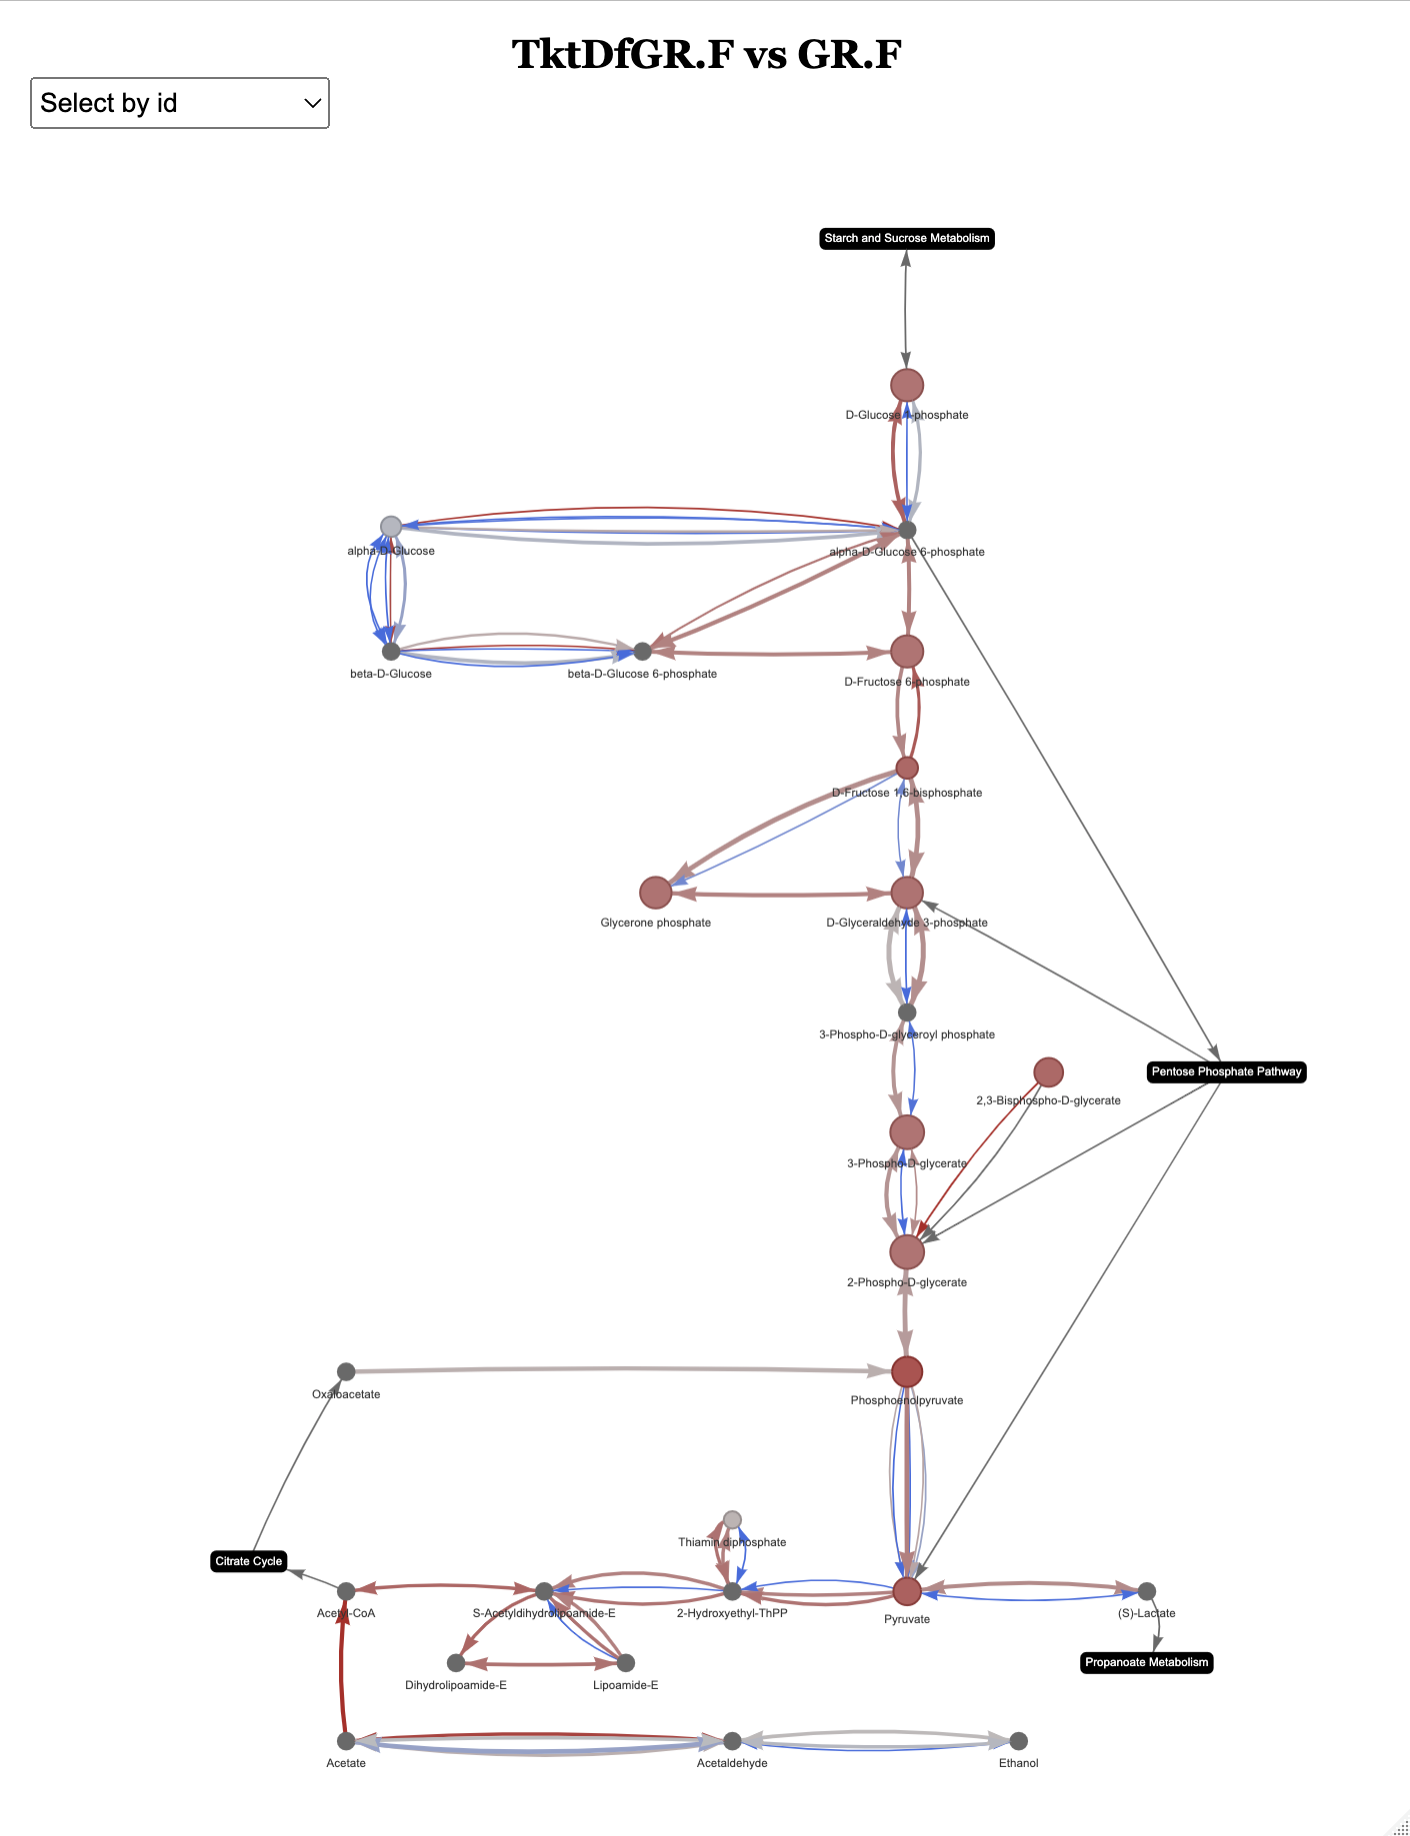 TktDfGR.F vs GR.F
Select by id
Starch and Sucrose Metabolism
D-Glucose 1-phosphate
alpha-D-Glucose
alpha-D-Glucose 6-phosphate
beta-D-Glucose
beta-D-Glucose 6-phosphate
D-Fructose 6-phosphate
D-Fructose 1,6-bisphosphate
Glycerone phosphate
D-Glyceraldehyde 3-phosphate
3-Phospho-D-glyceroyl phosphate
Pentose Phosphate Pathway
2,3-Bisphospho-D-glycerate
3-Phospho-D-glycerate
2-Phospho-D-glycerate
Oxaloacetate
Phosphoenolpyruvate
Thiamin diphosphate
Citrate Cycle
Acetyl-CoA
S-Acetyldihydrolipoamide-E
2-Hydroxyethyl-ThPP
Pyruvate
(S)-Lactate
Propanoate Metabolism
Dihydrolipoamide-E
Lipoamide-E
Acetate
Acetaldehyde
Ethanol